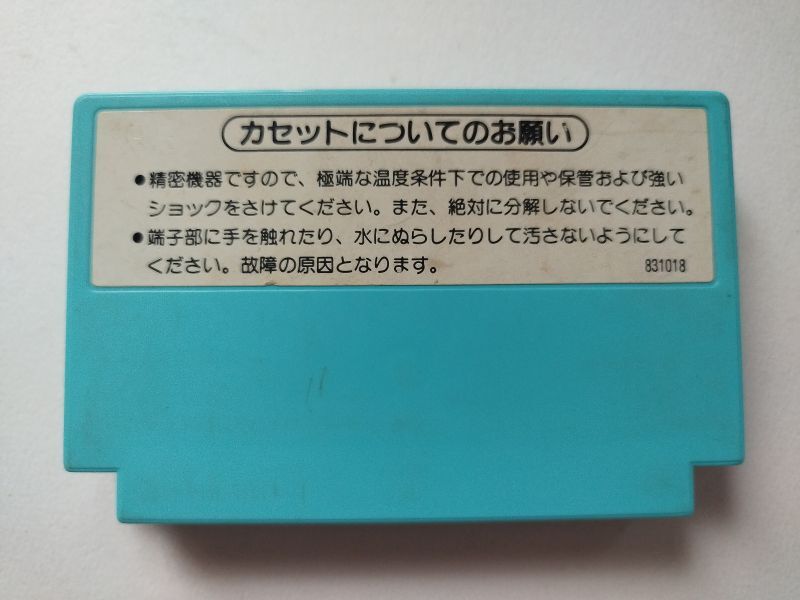 カセットについてのお願い
●精密機器ですので、極端な温度条件下での使用や保管および強い
ショックをさけてください。また、絶対に分解しないでください。
●端子部に手を触れたり、水にぬらしたりして汚さないようにして
ください。故障の原因となります。 831018